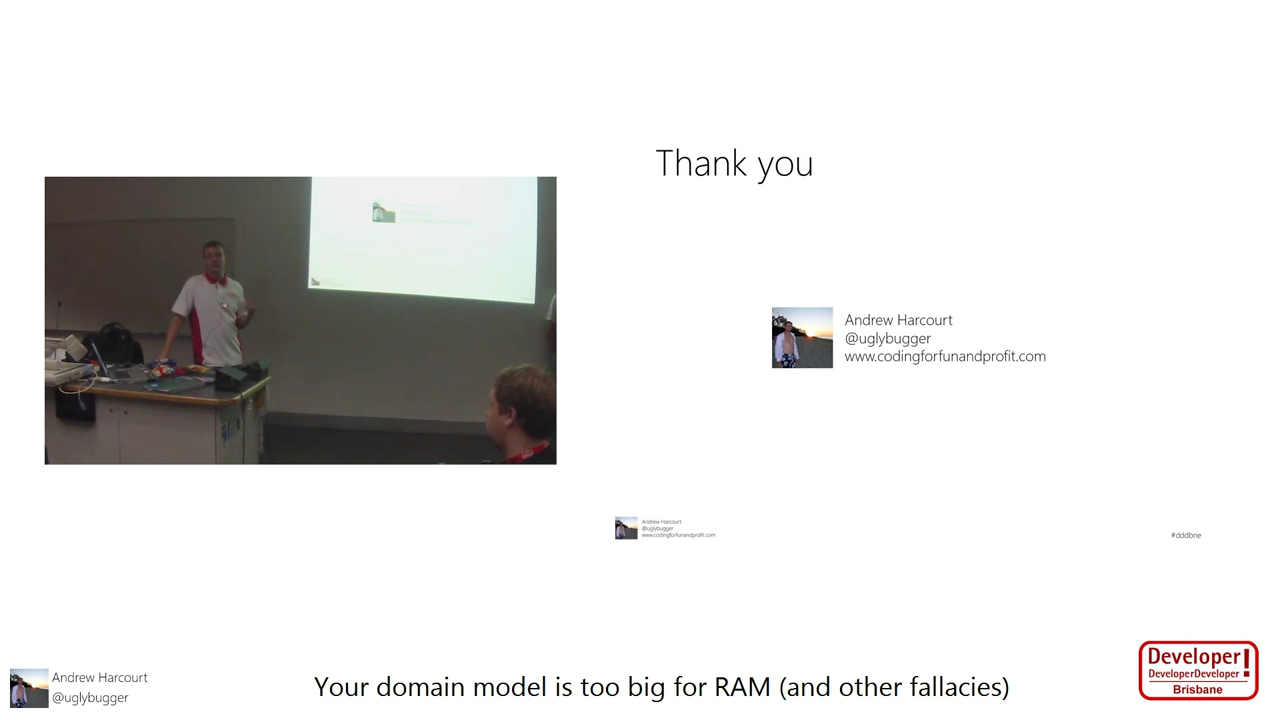 Thank you
Andrew Harcourt
@uglybugger
www.codingforfunandprofit.com
Andrew Harcourt
@uglybugger
www.codingforfunandprofit.com
#dddbne
Andrew Harcourt
@uglybugger
Your domain model is too big for RAM (and other fallacies)
Developer!
DeveloperDeveloper
Brisbane